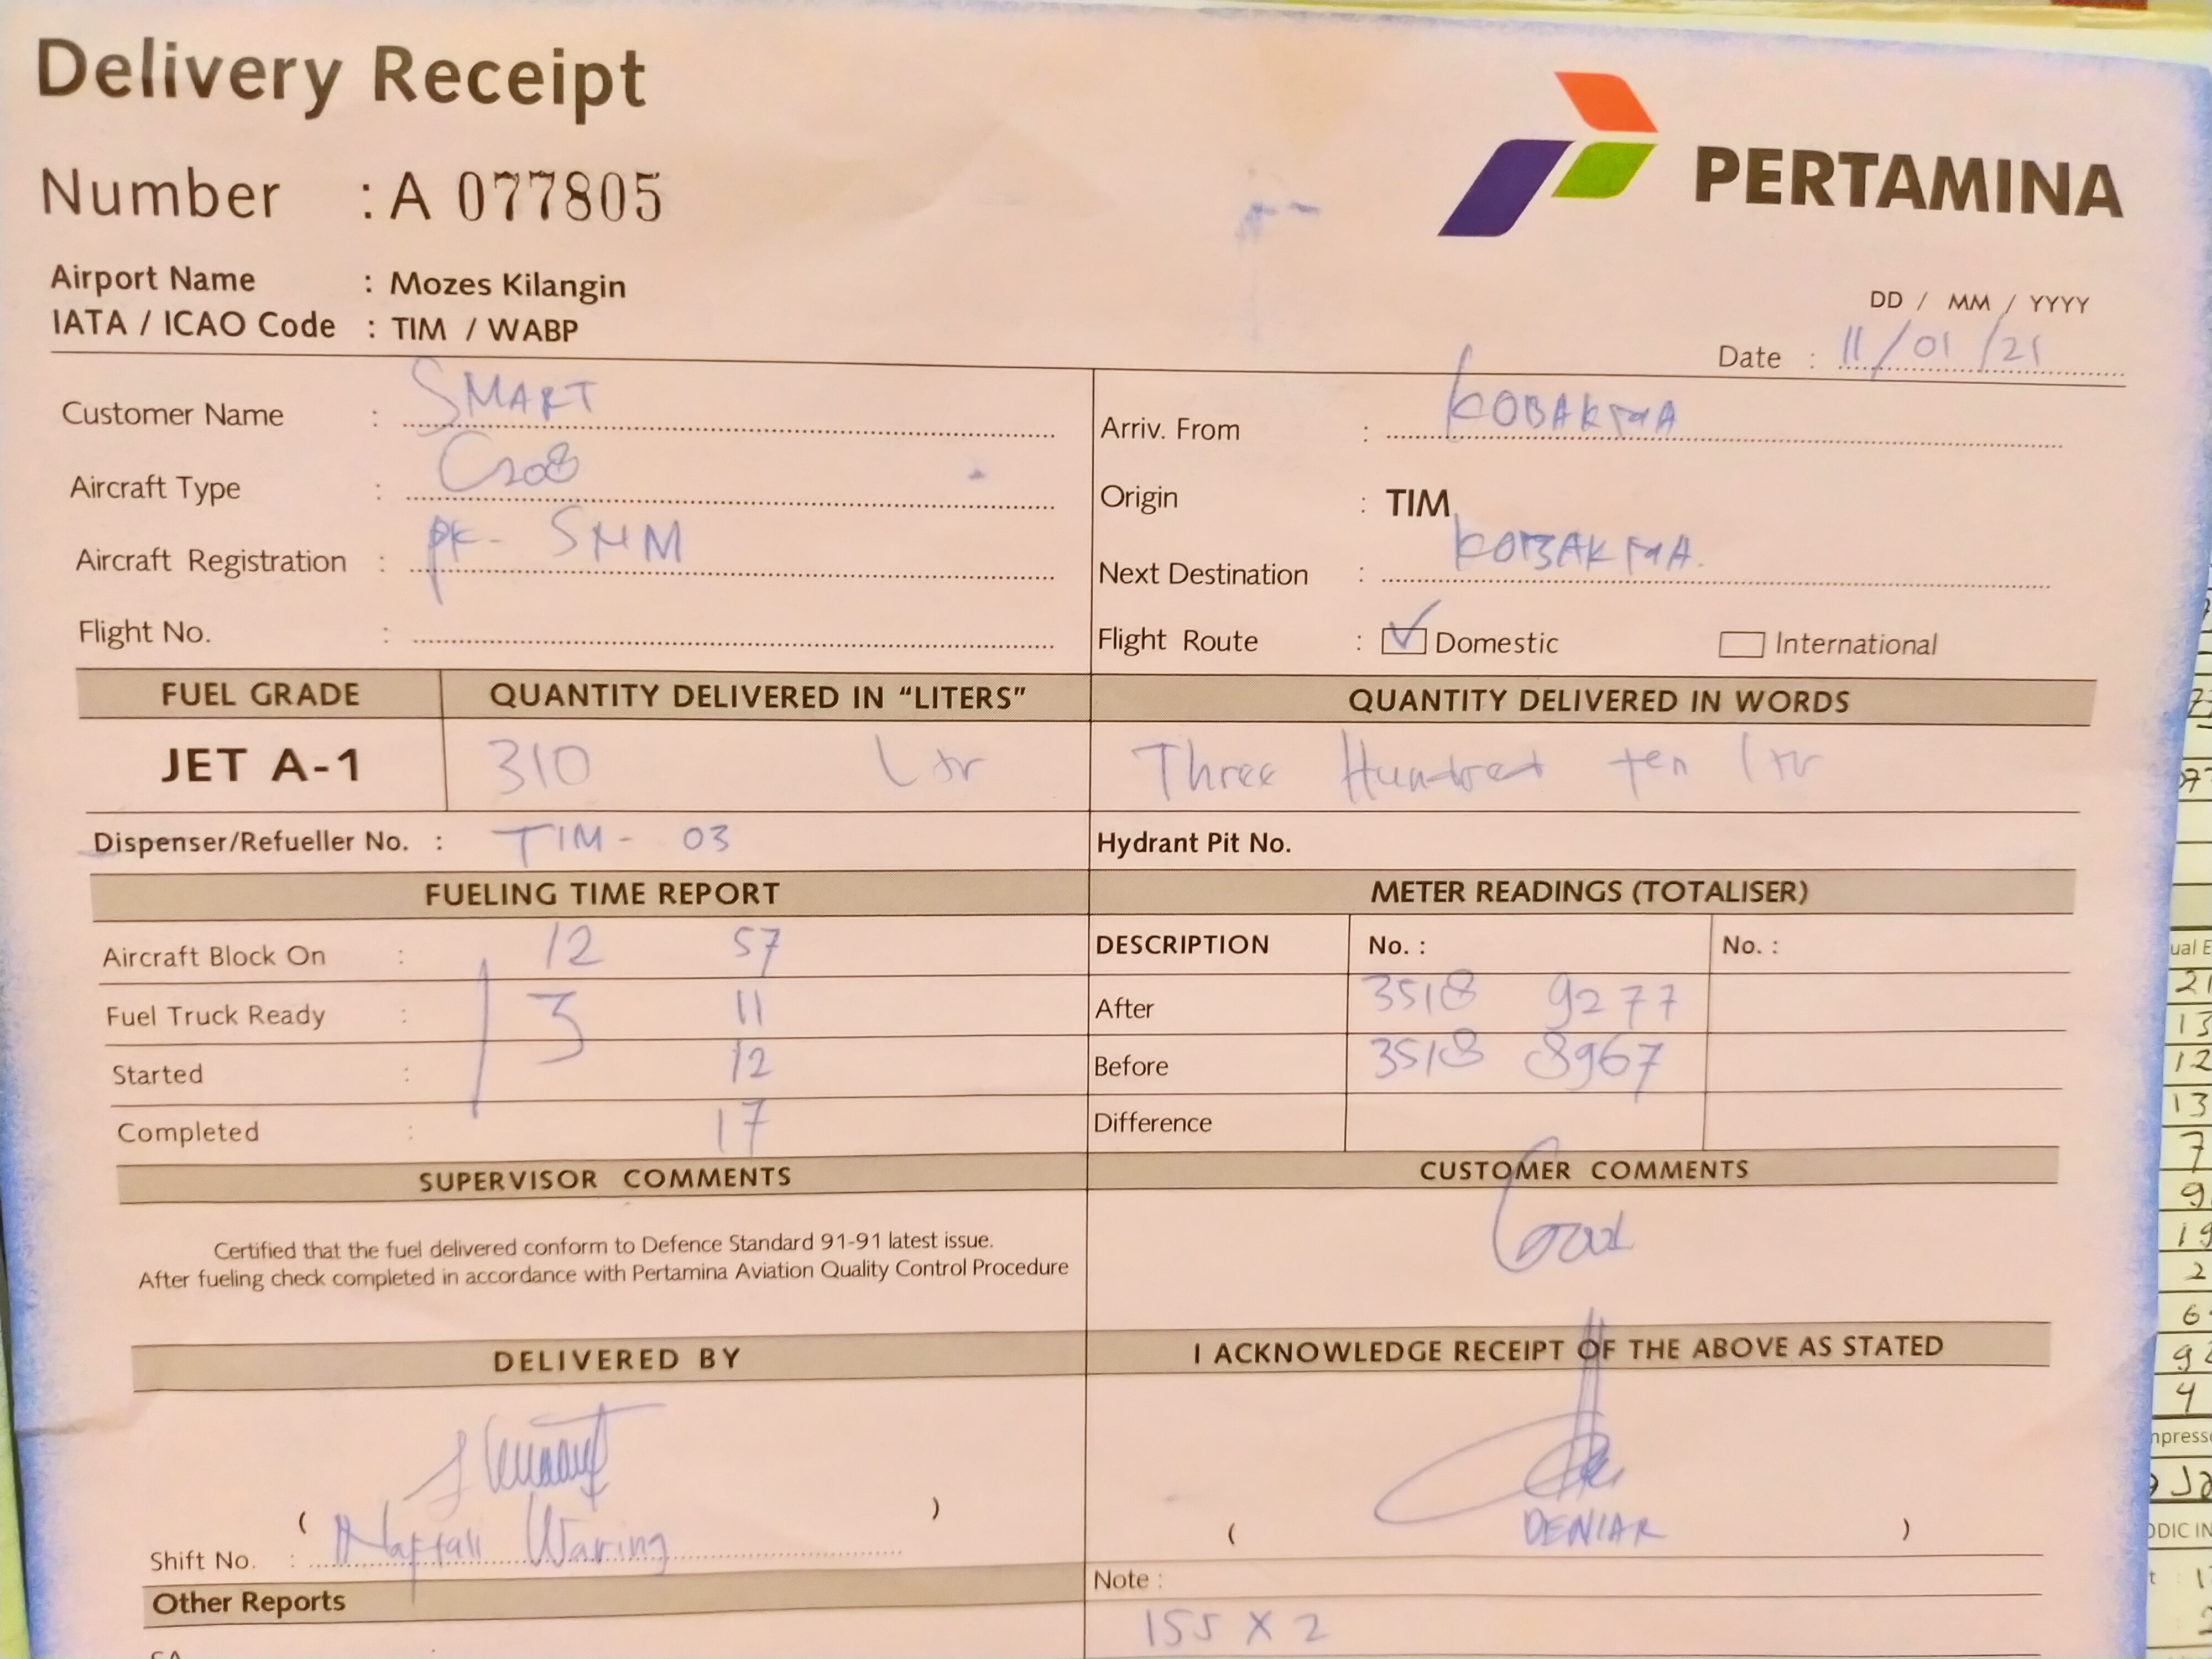 Delivery Receipt
PERTAMINA
Number : A 077805
Airport Name : Mozes Kilangin
IATA / ICAO Code : TIM / WABP
DD / MM / YYYY
Date : 11/01/21
Customer Name : SMART
Arriv. From : KOBAKMA
Aircraft Type : C208
Origin : TIM
Aircraft Registration : PK- SNM
Next Destination : KOBAKMA.
Flight No. :
Flight Route : Domestic International
FUEL GRADE QUANTITY DELIVERED IN "LITERS" QUANTITY DELIVERED IN WORDS
JET A-1 310 Ltr Three Hundred ten ltr
Dispenser/Refueller No. : TIM- 03 Hydrant Pit No.
FUELING TIME REPORT METER READINGS (TOTALISER)
Aircraft Block On : 12 57 DESCRIPTION No. : No. :
Fuel Truck Ready : 13 11 After 3518 9277
Started : 12 Before 3518 8967
Completed : 17 Difference
SUPERVISOR COMMENTS CUSTOMER COMMENTS
Good
Certified that the fuel delivered conform to Defence Standard 91-91 latest issue.
After fueling check completed in accordance with Pertamina Aviation Quality Control Procedure
DELIVERED BY I ACKNOWLEDGE RECEIPT OF THE ABOVE AS STATED
( ) ( DENIAR )
Shift No. : Naftali Waring
Other Reports Note :
155 X 2